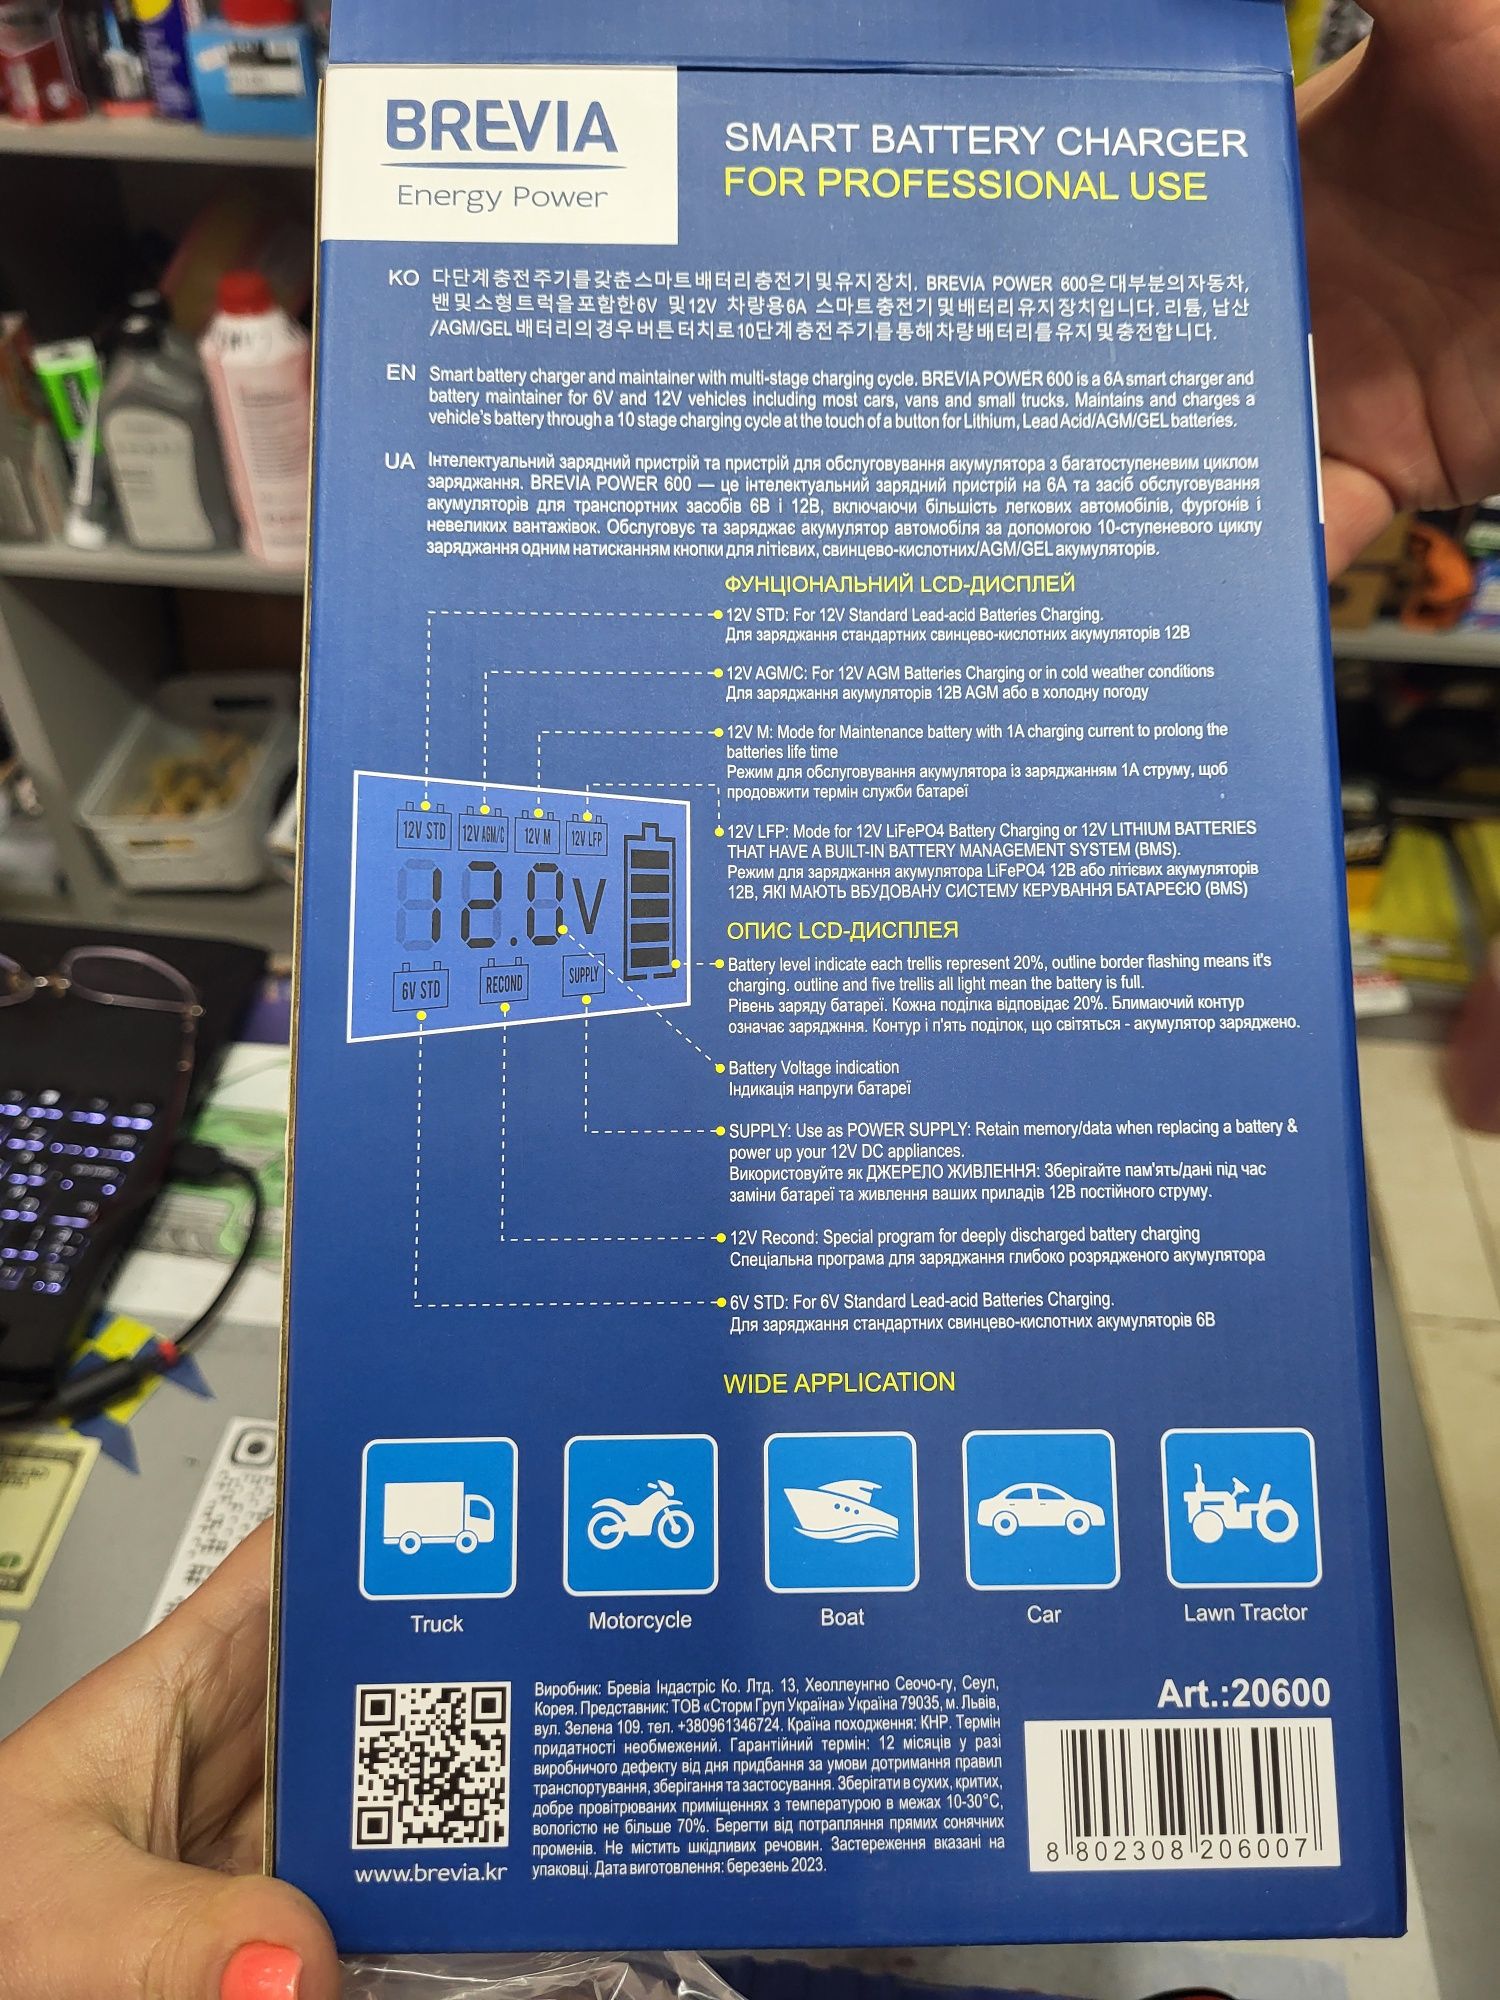 BREVIA
Energy Power
SMART BATTERY CHARGER
FOR PROFESSIONAL USE
KO 다단계충전주기를갖춘스마트배터리충전기및유지장치. BREVIA POWER 600은대부분의자동차,
밴및소형트럭을포함한6V 및12V 차량용6A 스마트충전기및배터리유지장치입니다. 리튬, 납산
/AGM/GEL배터리의경우버튼터치로10단계충전주기를통해차량배터리를유지및충전합니다.
EN Smart battery charger and maintainer with multi-stage charging cycle. BREVIA POWER 600 is a 6A smart charger and
battery maintainer for 6V and 12V vehicles including most cars, vans and small trucks. Maintains and charges a
vehicle's battery through a 10 stage charging cycle at the touch of a button for Lithium, Lead Acid/AGM/GEL batteries.
UA Інтелектуальний зарядний пристрій та пристрій для обслуговування акумулятора з багатоступеневим циклом
заряджання. BREVIA POWER 600 — це інтелектуальний зарядний пристрій на 6А та засіб обслуговування
акумуляторів для транспортних засобів 6В і 12В, включаючи більшість легкових автомобілів, фургонів і
невеликих вантажівок. Обслуговує та заряджає акумулятор автомобіля за допомогою 10-ступеневого циклу
заряджання одним натисканням кнопки для літієвих, свинцево-кислотних/AGM/GEL акумуляторів.
ФУНЦІОНАЛЬНИЙ LCD-ДИСПЛЕЙ
12V STD: For 12V Standard Lead-acid Batteries Charging.
Для заряджання стандартних свинцево-кислотних акумуляторів 12В
12V AGM/C: For 12V AGM Batteries Charging or in cold weather conditions
Для заряджання акумуляторів 12В AGM або в холодну погоду
12V M: Mode for Maintenance battery with 1A charging current to prolong the
batteries life time
Режим для обслуговування акумулятора із заряджанням 1А струму, щоб
продовжити термін служби батареї
12V LFP: Mode for 12V LiFePO4 Battery Charging or 12V LITHIUM BATTERIES
THAT HAVE A BUILT-IN BATTERY MANAGEMENT SYSTEM (BMS).
Режим для заряджання акумулятора LiFePO4 12В або літієвих акумуляторів
12В, ЯКІ МАЮТЬ ВБУДОВАНУ СИСТЕМУ КЕРУВАННЯ БАТАРЕЄЮ (BMS)
12V STD 12V AGM/C 12V M 12V LFP
12.0V
6V STD RECOND SUPPLY
ОПИС LCD-ДИСПЛЕЯ
Battery level indicate each trellis represent 20%, outline border flashing means it's
charging. outline and five trellis all light mean the battery is full.
Рівень заряду батареї. Кожна поділка відповідає 20%. Блимаючий контур
означає заряджння. Контур і п'ять поділок, що світяться - акумулятор заряджено.
Battery Voltage indication
Індикація напруги батареї
SUPPLY: Use as POWER SUPPLY: Retain memory/data when replacing a battery &
power up your 12V DC appliances.
Використовуйте як ДЖЕРЕЛО ЖИВЛЕННЯ: Зберігайте пам'ять/дані під час
заміни батареї та живлення ваших приладів 12В постійного струму.
12V Recond: Special program for deeply discharged battery charging
Спеціальна програма для заряджання глибоко розрядженого акумулятора
6V STD: For 6V Standard Lead-acid Batteries Charging.
Для заряджання стандартних свинцево-кислотних акумуляторів 6В
WIDE APPLICATION
Truck
Motorcycle
Boat
Car
Lawn Tractor
www.brevia.kr
Виробник: Бревіа Індастріс Ко. Лтд. 13, Хеоллеунгно Сеочо-гу, Сеул,
Корея. Представник: ТОВ «Сторм Груп Україна» Україна 79035, м. Львів,
вул. Зелена 109. тел. +380961346724. Країна походження: КНР. Термін
придатності необмежений. Гарантійний термін: 12 місяців у разі
виробничого дефекту від дня придбання за умови дотримання правил
транспортування, зберігання та застосування. Зберігати в сухих, критих,
добре провітрюваних приміщеннях з температурою в межах 10-30°С,
вологістю не більше 70%. Берегти від потрапляння прямих сонячних
променів. Не містить шкідливих речовин. Застереження вказані на
упаковці. Дата виготовлення: березень 2023.
Art.:20600
8 802308 206007